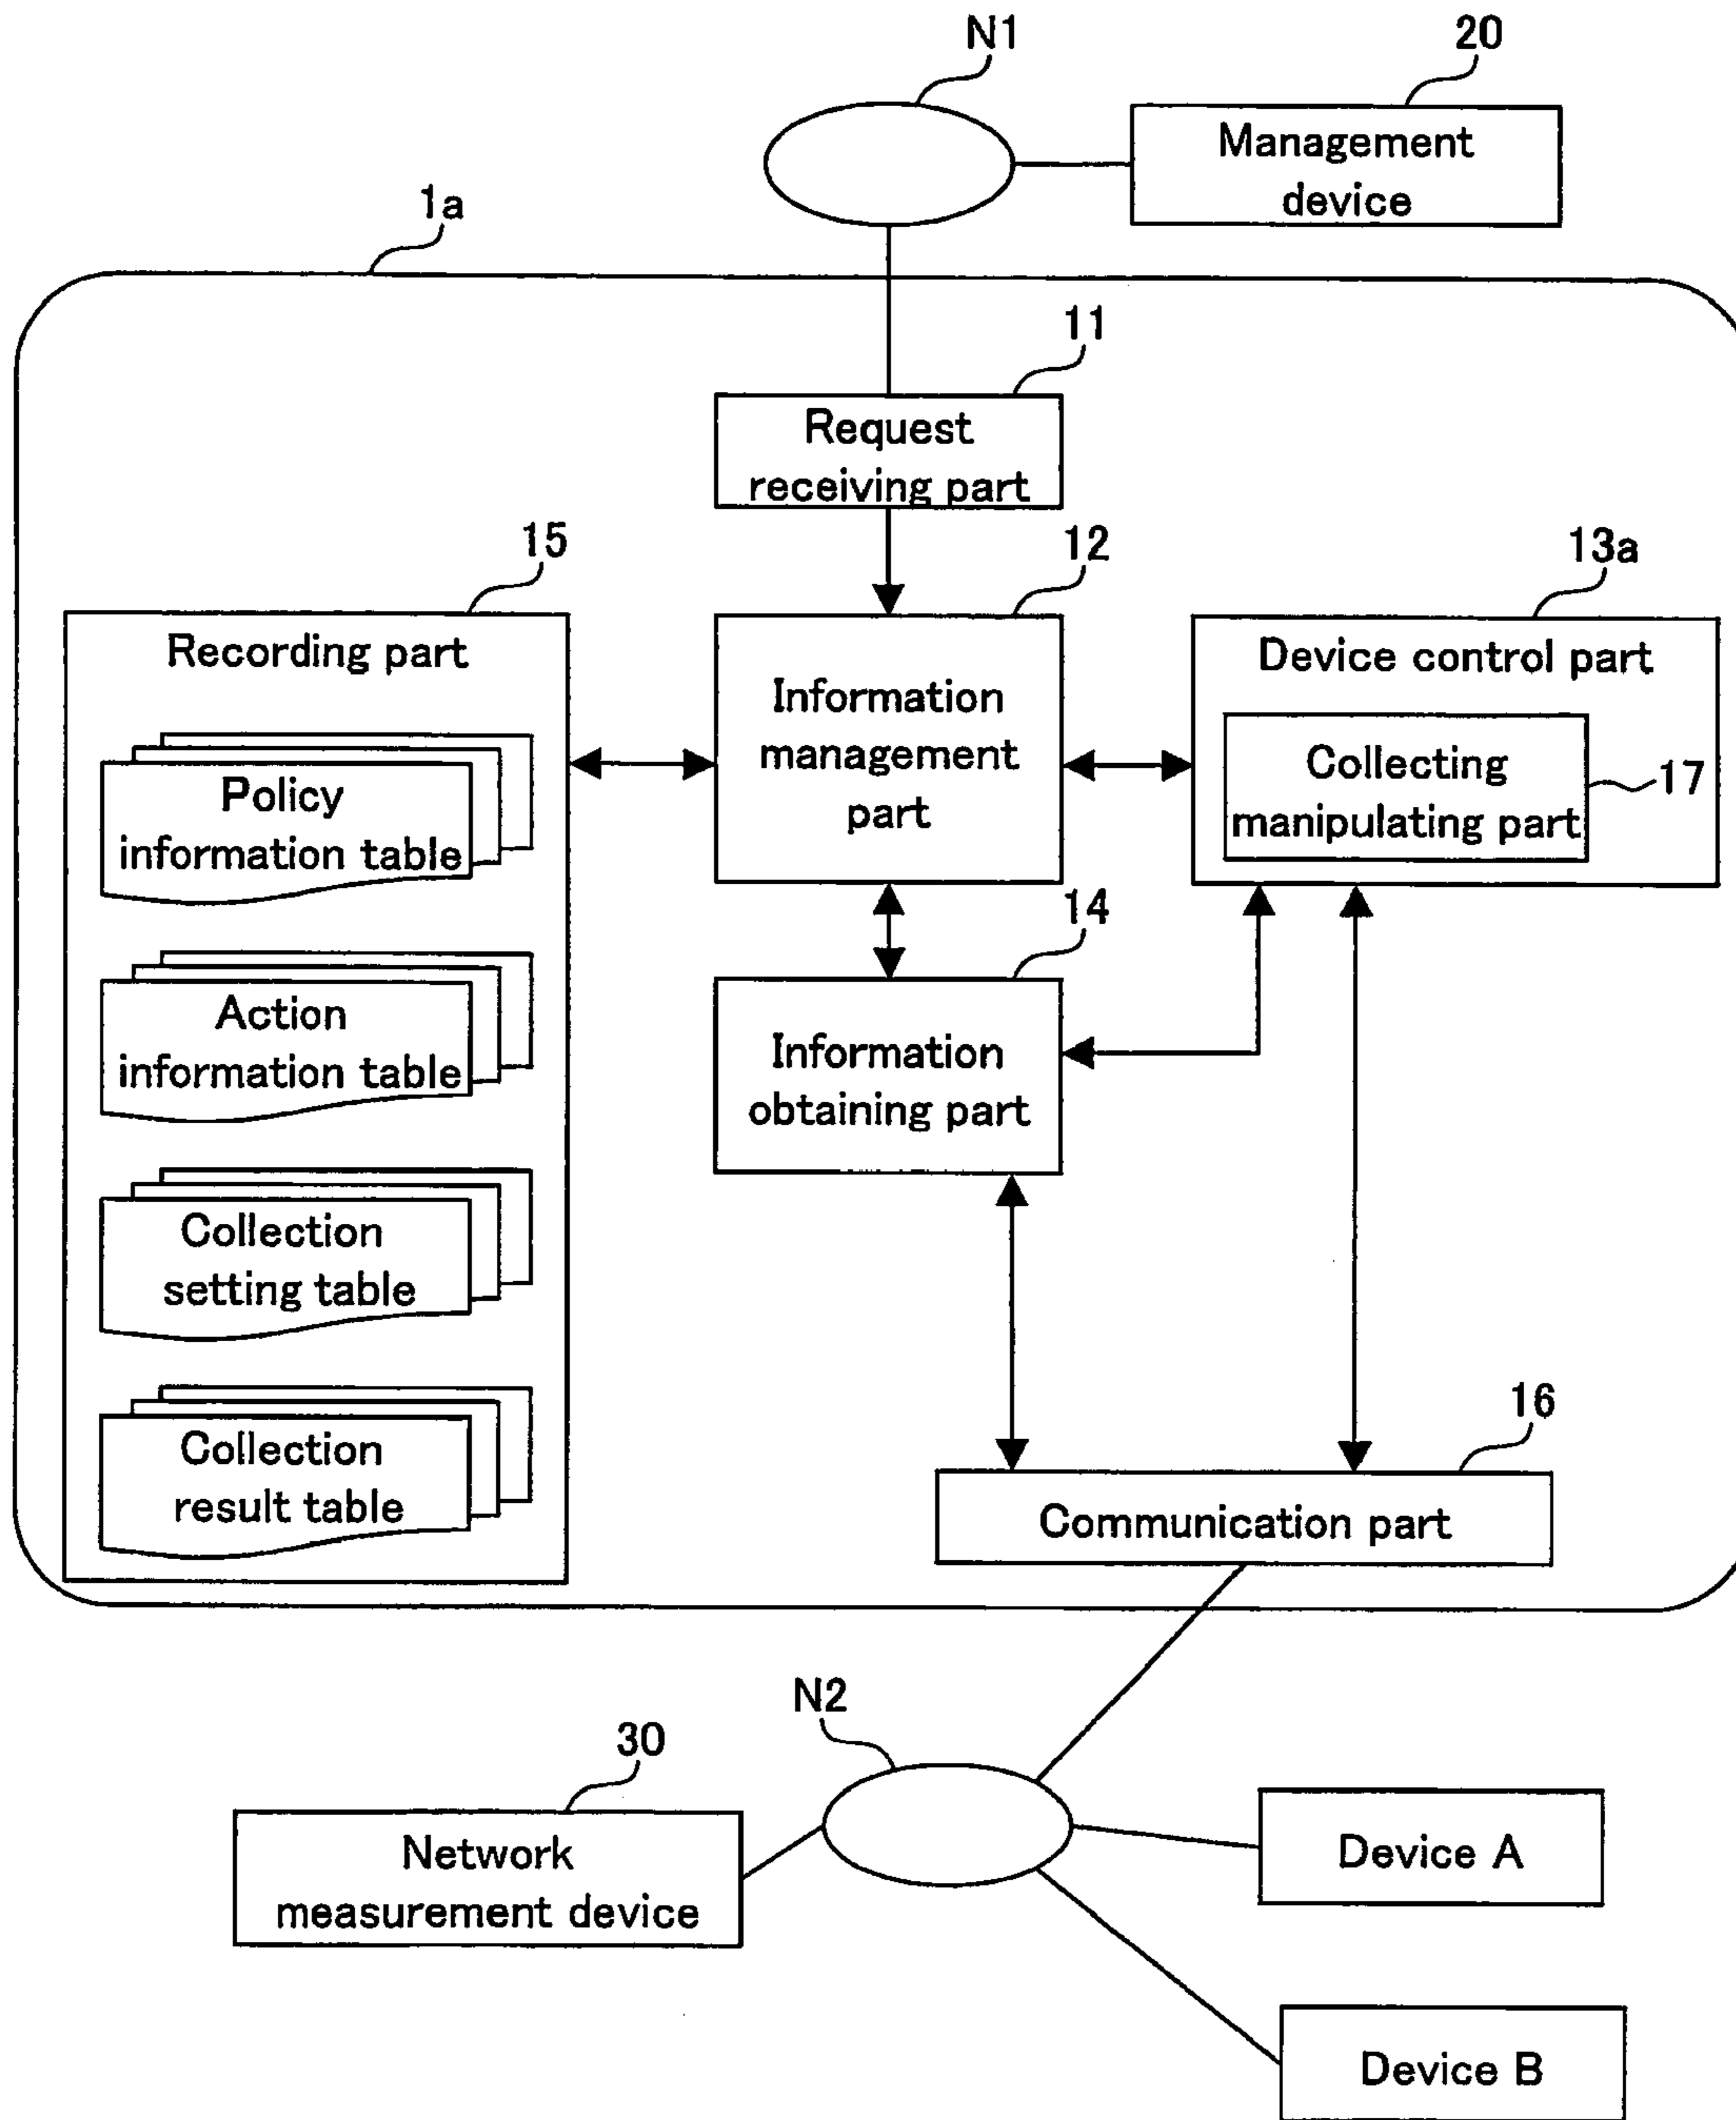 N1
20
Management
device
1a
11
Request
receiving part
15
12
13a
Recording part
Policy
information table
Action
information table
Collection
setting table
Collection
result table
Information
management
part
Device control part
Collecting
manipulating part
17
14
Information
obtaining part
16
Communication part
N2
30
Network
measurement device
Device A
Device B